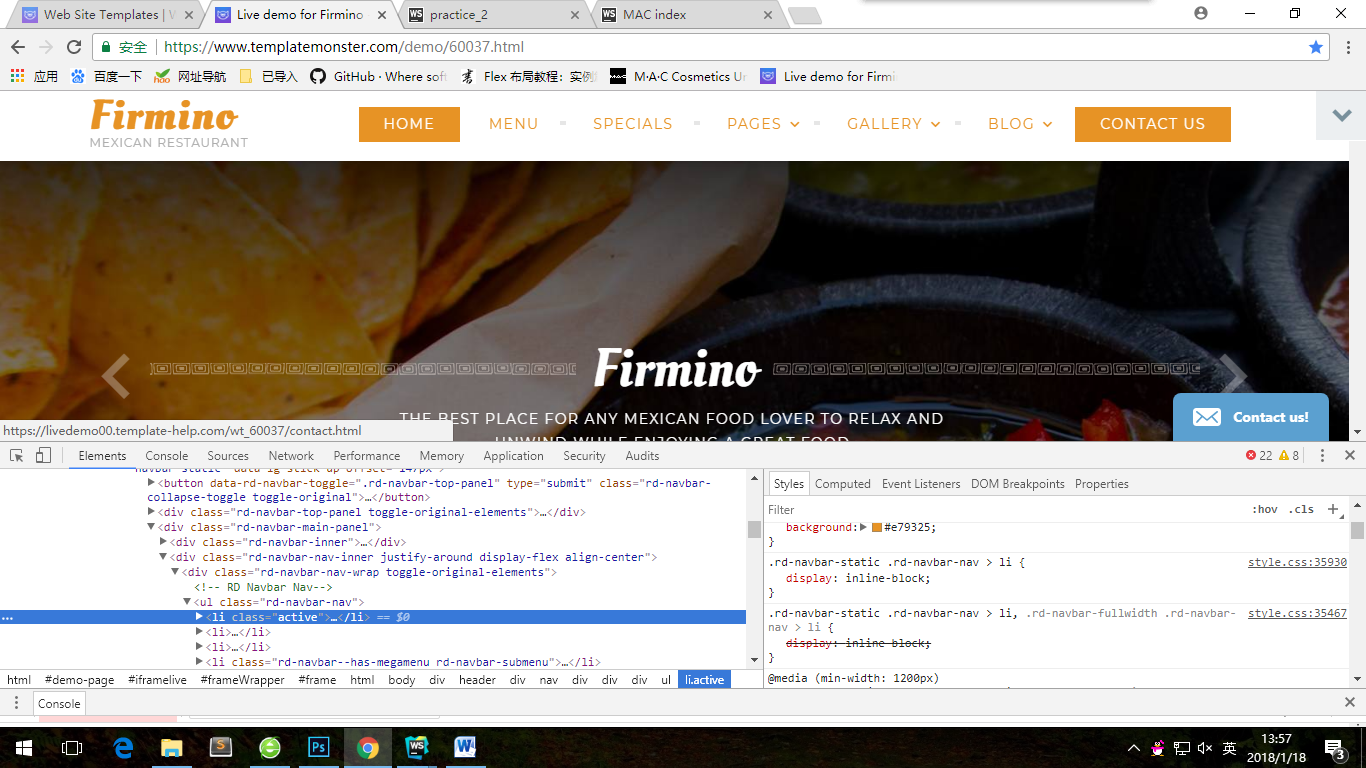 Web Site Templates | W
Live demo for Firmino
practice_2
MAC index
安全
https://www.templatemonster.com/demo/60037.html
应用 百度一下 网址导航 已导入 GitHub · Where soft Flex 布局教程：实例 M·A·C Cosmetics Ur Live demo for Firmi
Firmino
MEXICAN RESTAURANT
HOME MENU SPECIALS PAGES GALLERY BLOG CONTACT US
Firmino
THE BEST PLACE FOR ANY MEXICAN FOOD LOVER TO RELAX AND
UNWIND WHILE ENJOYING A GREAT FOOD
Contact us!
https://livedemo00.template-help.com/wt_60037/contact.html
Elements Console Sources Network Performance Memory Application Security Audits 22 8
navbar-static" data-lg-stick-up-offset="147px">
<button data-rd-navbar-toggle=".rd-navbar-top-panel" type="submit" class="rd-navbar-
collapse-toggle toggle-original">…</button>
<div class="rd-navbar-top-panel toggle-original-elements">…</div>
<div class="rd-navbar-main-panel">
<div class="rd-navbar-inner">…</div>
<div class="rd-navbar-nav-inner justify-around display-flex align-center">
<div class="rd-navbar-nav-wrap toggle-original-elements">
<!-- RD Navbar Nav-->
<ul class="rd-navbar-nav">
… <li class="active">…</li> == $0
<li>…</li>
<li>…</li>
<li class="rd-navbar--has-megamenu rd-navbar-submenu">…</li>
html #demo-page #iframelive #frameWrapper #frame html body div header div nav div div div ul li.active
Styles Computed Event Listeners DOM Breakpoints Properties
Filter :hov .cls +
background: #e79325;
}
.rd-navbar-static .rd-navbar-nav > li { style.css:35930
display: inline-block;
}
.rd-navbar-static .rd-navbar-nav > li, .rd-navbar-fullwidth .rd-navbar- style.css:35467
nav > li {
display: inline-block;
}
@media (min-width: 1200px)
Console
英
13:57
2018/1/18
3